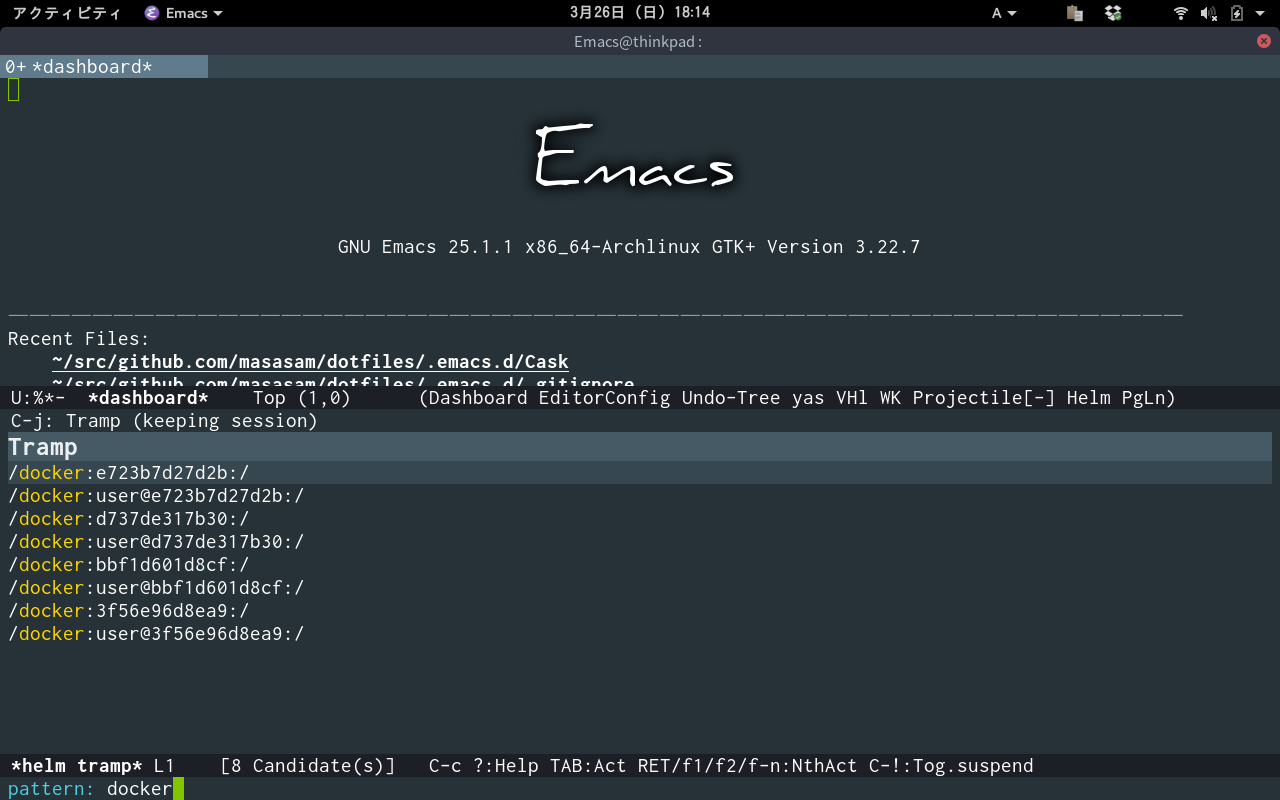 アクティビティ Emacs 3月26日（日）18:14 A
Emacs@thinkpad:
0+ *dashboard*
Emacs
GNU Emacs 25.1.1 x86_64-Archlinux GTK+ Version 3.22.7
Recent Files:
~/src/github.com/masasam/dotfiles/.emacs.d/Cask
~/src/github.com/masasam/dotfiles/.emacs.d/.gitignore
U:%*- *dashboard* Top (1,0) (Dashboard EditorConfig Undo-Tree yas VHl WK Projectile[-] Helm PgLn)
C-j: Tramp (keeping session)
Tramp
/docker:e723b7d27d2b:/
/docker:user@e723b7d27d2b:/
/docker:d737de317b30:/
/docker:user@d737de317b30:/
/docker:bbf1d601d8cf:/
/docker:user@bbf1d601d8cf:/
/docker:3f56e96d8ea9:/
/docker:user@3f56e96d8ea9:/
*helm tramp* L1 [8 Candidate(s)] C-c ?:Help TAB:Act RET/f1/f2/f-n:NthAct C-!:Tog.suspend
pattern: docker